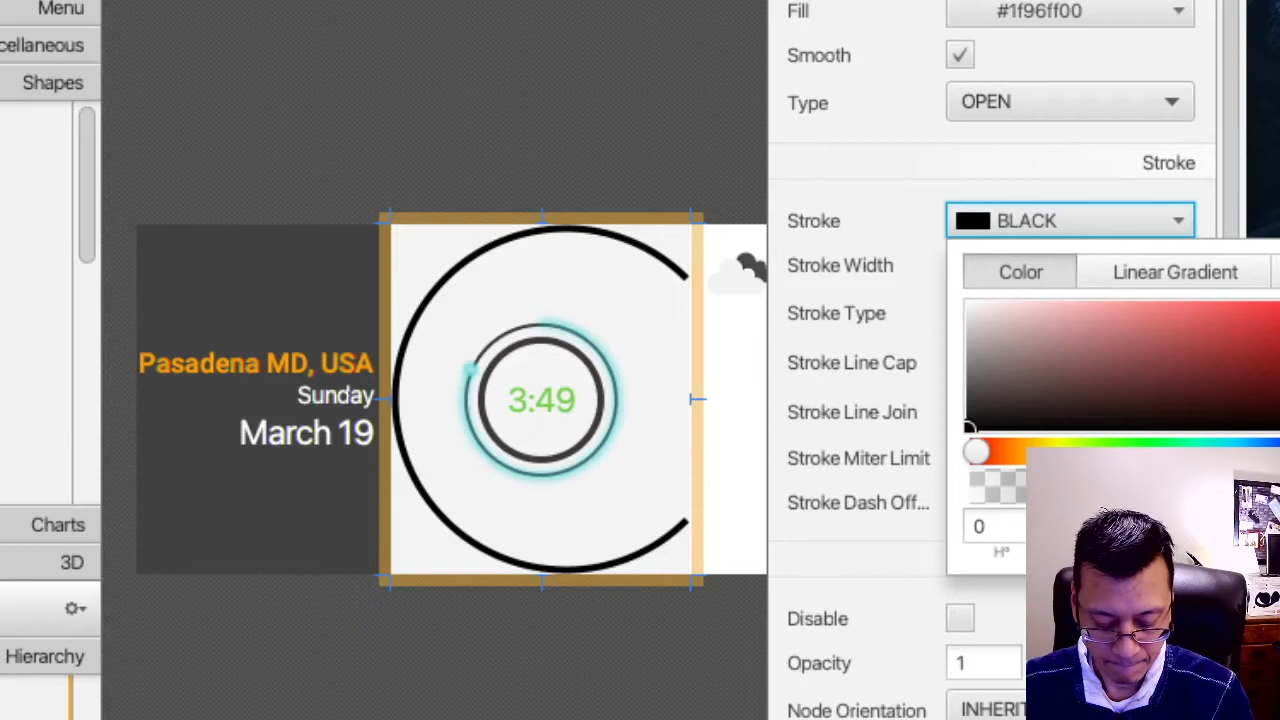 Menu
cellaneous
Shapes
Charts
3D
Hierarchy
Pasadena MD, USA
Sunday
March 19
3:49
Fill
#1f96ff00
Smooth
Type
OPEN
Stroke
Stroke
BLACK
Stroke Width
Stroke Type
Stroke Line Cap
Stroke Line Join
Stroke Miter Limit
Stroke Dash Off...
Color
Linear Gradient
0
H°
Disable
Opacity
1
Node Orientation
INHERIT